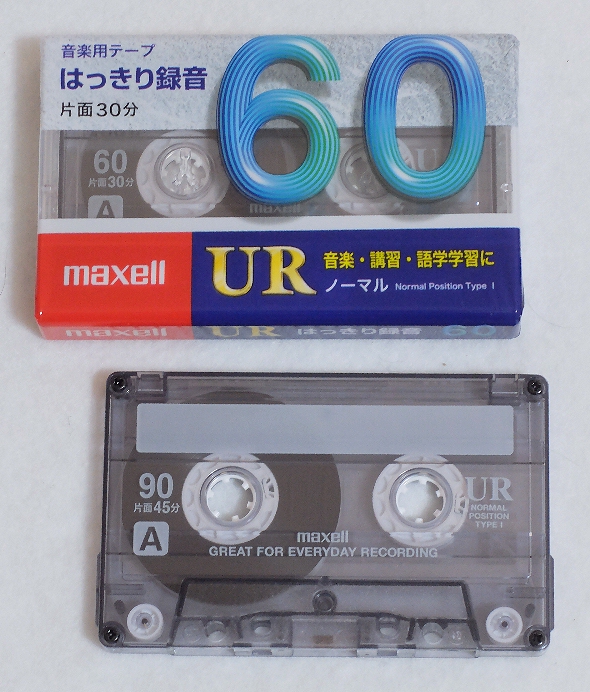 音楽用テープ
はっきり録音
片面30分
60
60
片面30分
A
U
maxell
maxell
UR
音楽・講習・語学学習に
ノーマル Normal Position Type I
maxell UR はっきり録音 60
90
片面45分
A
UR
NORMAL
POSITION
TYPE I
maxell
GREAT FOR EVERYDAY RECORDING